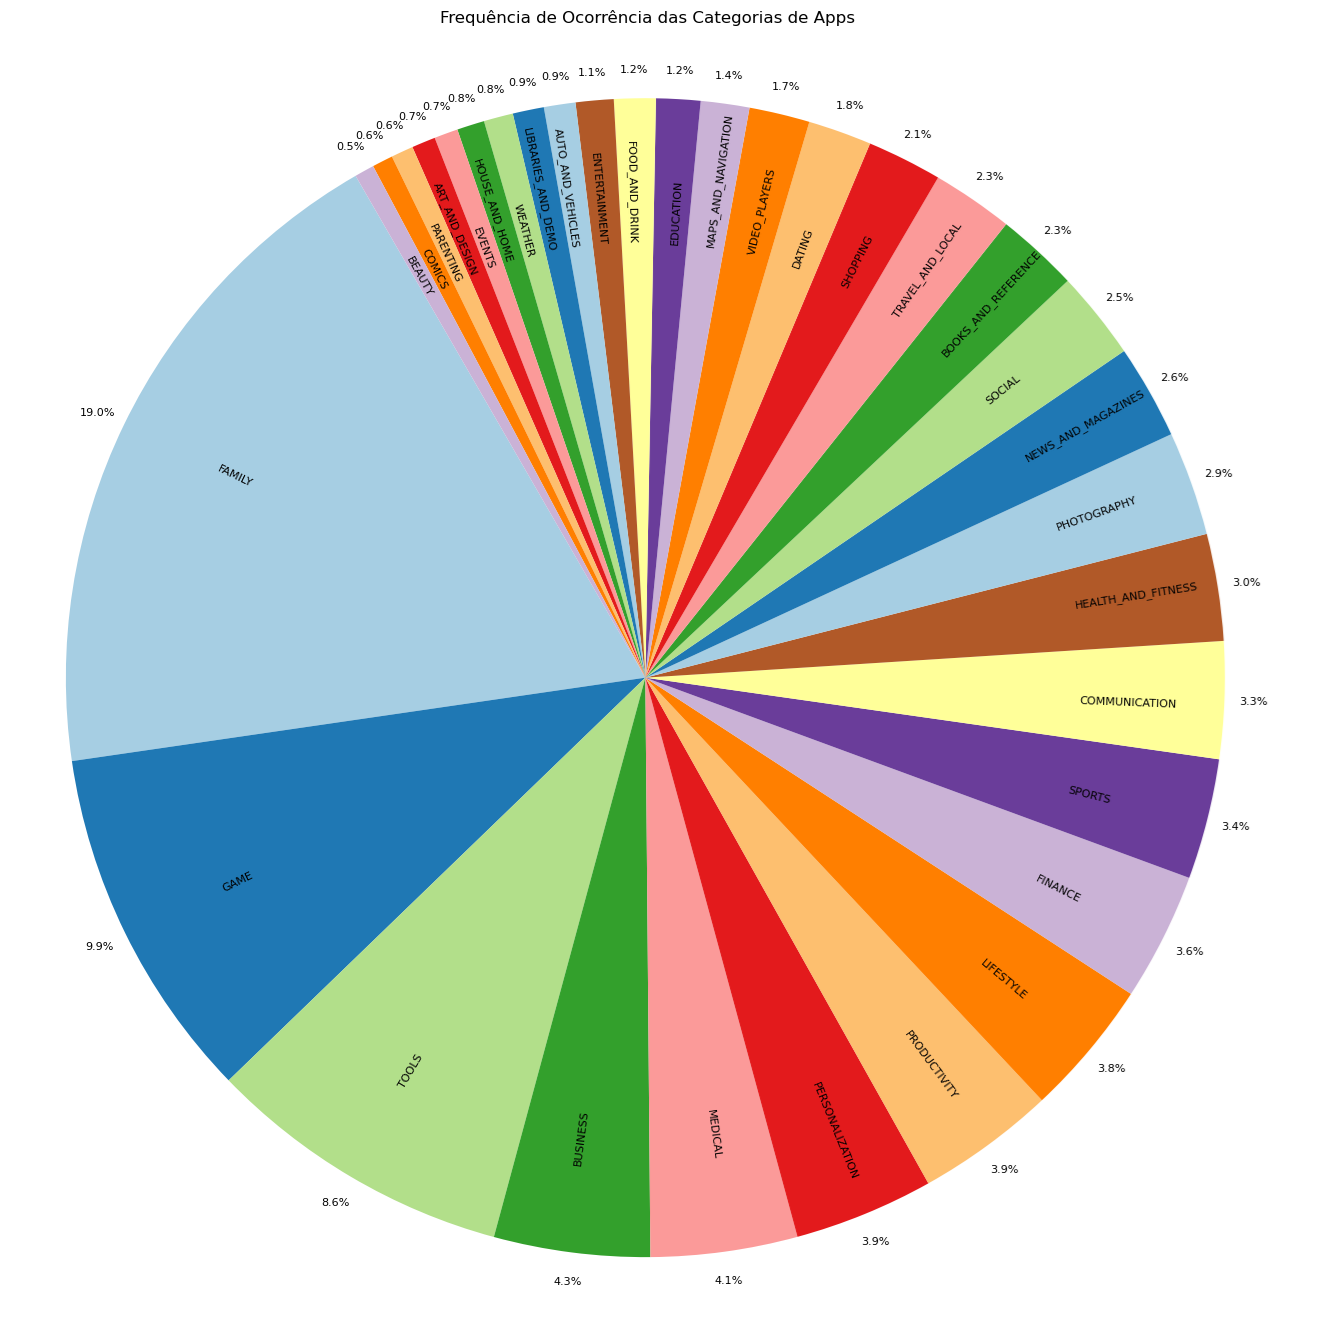 Frequência de Ocorrência das Categorias de Apps
FAMILY
19.0%
GAME
9.9%
TOOLS
8.6%
BUSINESS
4.3%
MEDICAL
4.1%
PERSONALIZATION
3.9%
PRODUCTIVITY
3.9%
LIFESTYLE
3.8%
FINANCE
3.6%
SPORTS
3.4%
COMMUNICATION
3.3%
HEALTH_AND_FITNESS
3.0%
PHOTOGRAPHY
2.9%
NEWS_AND_MAGAZINES
2.6%
SOCIAL
2.5%
BOOKS_AND_REFERENCE
2.3%
TRAVEL_AND_LOCAL
2.3%
SHOPPING
2.1%
DATING
1.8%
VIDEO_PLAYERS
1.7%
MAPS_AND_NAVIGATION
1.4%
EDUCATION
1.2%
FOOD_AND_DRINK
1.2%
ENTERTAINMENT
1.1%
AUTO_AND_VEHICLES
0.9%
LIBRARIES_AND_DEMO
0.9%
WEATHER
0.8%
HOUSE_AND_HOME
0.8%
EVENTS
0.7%
ART_AND_DESIGN
0.7%
PARENTING
0.6%
COMICS
0.6%
BEAUTY
0.5%